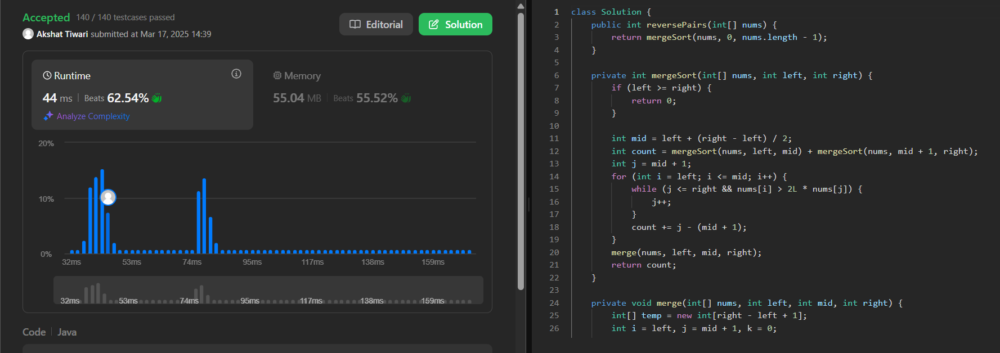 Accepted 140 / 140 testcases passed
Akshat Tiwari submitted at Mar 17, 2025 14:39
Editorial
Solution
Runtime
44 ms | Beats 62.54%
Analyze Complexity
Memory
55.04 MB | Beats 55.52%
20%
10%
0%
32ms 53ms 74ms 95ms 117ms 138ms 159ms
32ms 53ms 74ms 95ms 117ms 138ms 159ms
Code | Java
1 class Solution {
2     public int reversePairs(int[] nums) {
3         return mergeSort(nums, 0, nums.length - 1);
4     }
5
6     private int mergeSort(int[] nums, int left, int right) {
7         if (left >= right) {
8             return 0;
9         }
10
11         int mid = left + (right - left) / 2;
12         int count = mergeSort(nums, left, mid) + mergeSort(nums, mid + 1, right);
13         int j = mid + 1;
14         for (int i = left; i <= mid; i++) {
15             while (j <= right && nums[i] > 2L * nums[j]) {
16                 j++;
17             }
18             count += j - (mid + 1);
19         }
20         merge(nums, left, mid, right);
21         return count;
22     }
23
24     private void merge(int[] nums, int left, int mid, int right) {
25         int[] temp = new int[right - left + 1];
26         int i = left, j = mid + 1, k = 0;